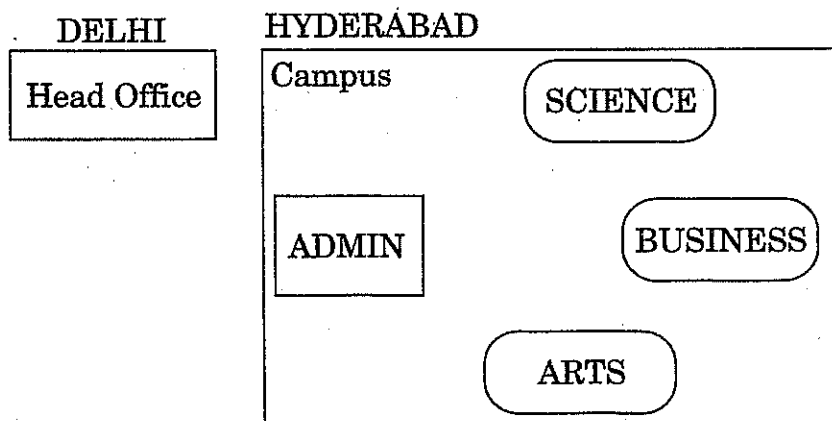 DELHI
HYDERABAD
Head Office
Campus
SCIENCE
ADMIN
BUSINESS
ARTS